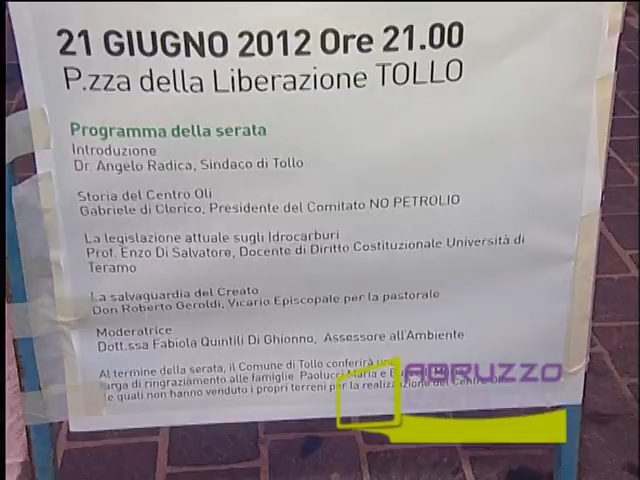 21 GIUGNO 2012 Ore 21.00
P.zza della Liberazione TOLLO
Programma della serata
Introduzione
Dr. Angelo Radica, Sindaco di Tollo
Storia del Centro Oli
Gabriele di Clerico, Presidente del Comitato NO PETROLIO
La legislazione attuale sugli Idrocarburi
Prof. Enzo Di Salvatore, Docente di Diritto Costituzionale Università di
Teramo
La salvaguardia del Creato
Don Roberto Geroldi, Vicario Episcopale per la pastorale
Moderatrice
Dott.ssa Fabiola Quintili Di Ghionno, Assessore all'Ambiente
Al termine della serata, il Comune di Tollo conferirà una
targa di ringraziamento alle famiglie Paolucci Maria e
le quali non hanno venduto i propri terreni per la realizzazione del Centro Oli
ABRUZZO